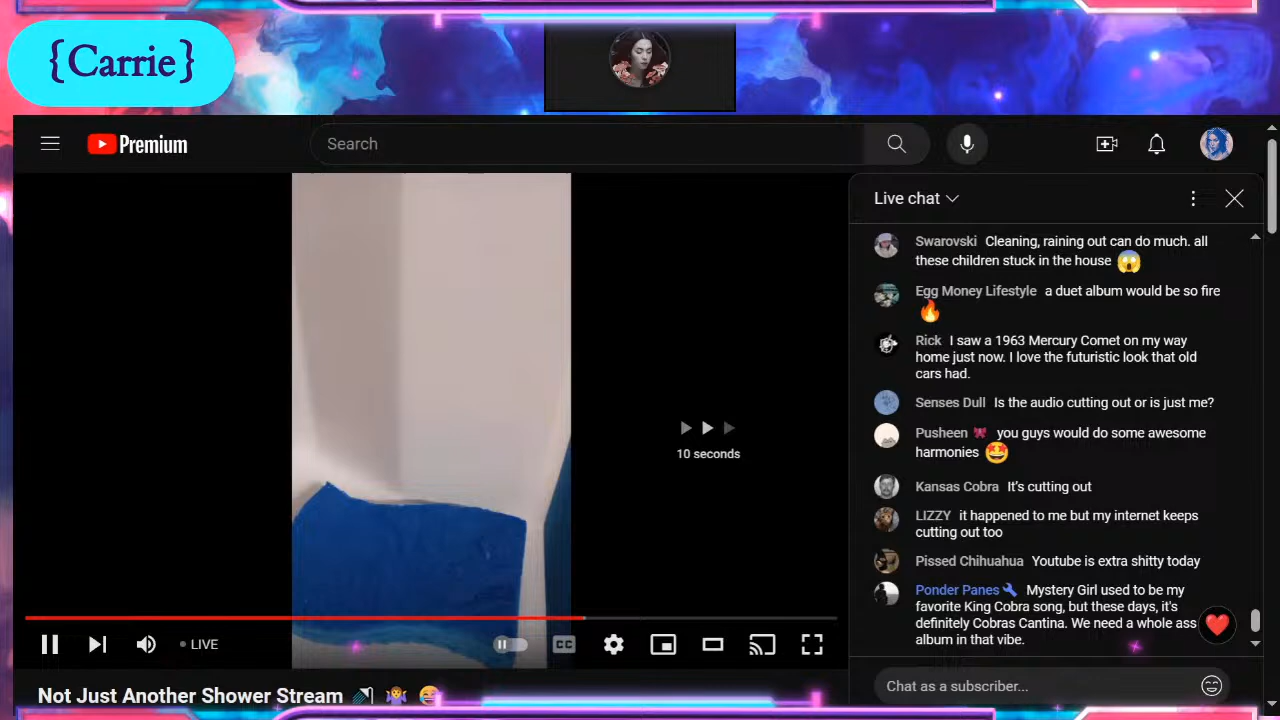 {Carrie}
Premium
Search
Live chat
Swarovski Cleaning, raining out can do much. all
these children stuck in the house 😱
Egg Money Lifestyle a duet album would be so fire
🔥
Rick I saw a 1963 Mercury Comet on my way
home just now. I love the futuristic look that old
cars had.
Senses Dull Is the audio cutting out or is just me?
Pusheen 🎀 you guys would do some awesome
harmonies 🤩
Kansas Cobra It's cutting out
LIZZY it happened to me but my internet keeps
cutting out too
Pissed Chihuahua Youtube is extra shitty today
Ponder Panes 🔧 Mystery Girl used to be my
favorite King Cobra song, but these days, it's
definitely Cobras Cantina. We need a whole ass
album in that vibe.
10 seconds
LIVE
CC
Not Just Another Shower Stream 🚿 🤷‍♀️ 😂
Chat as a subscriber...